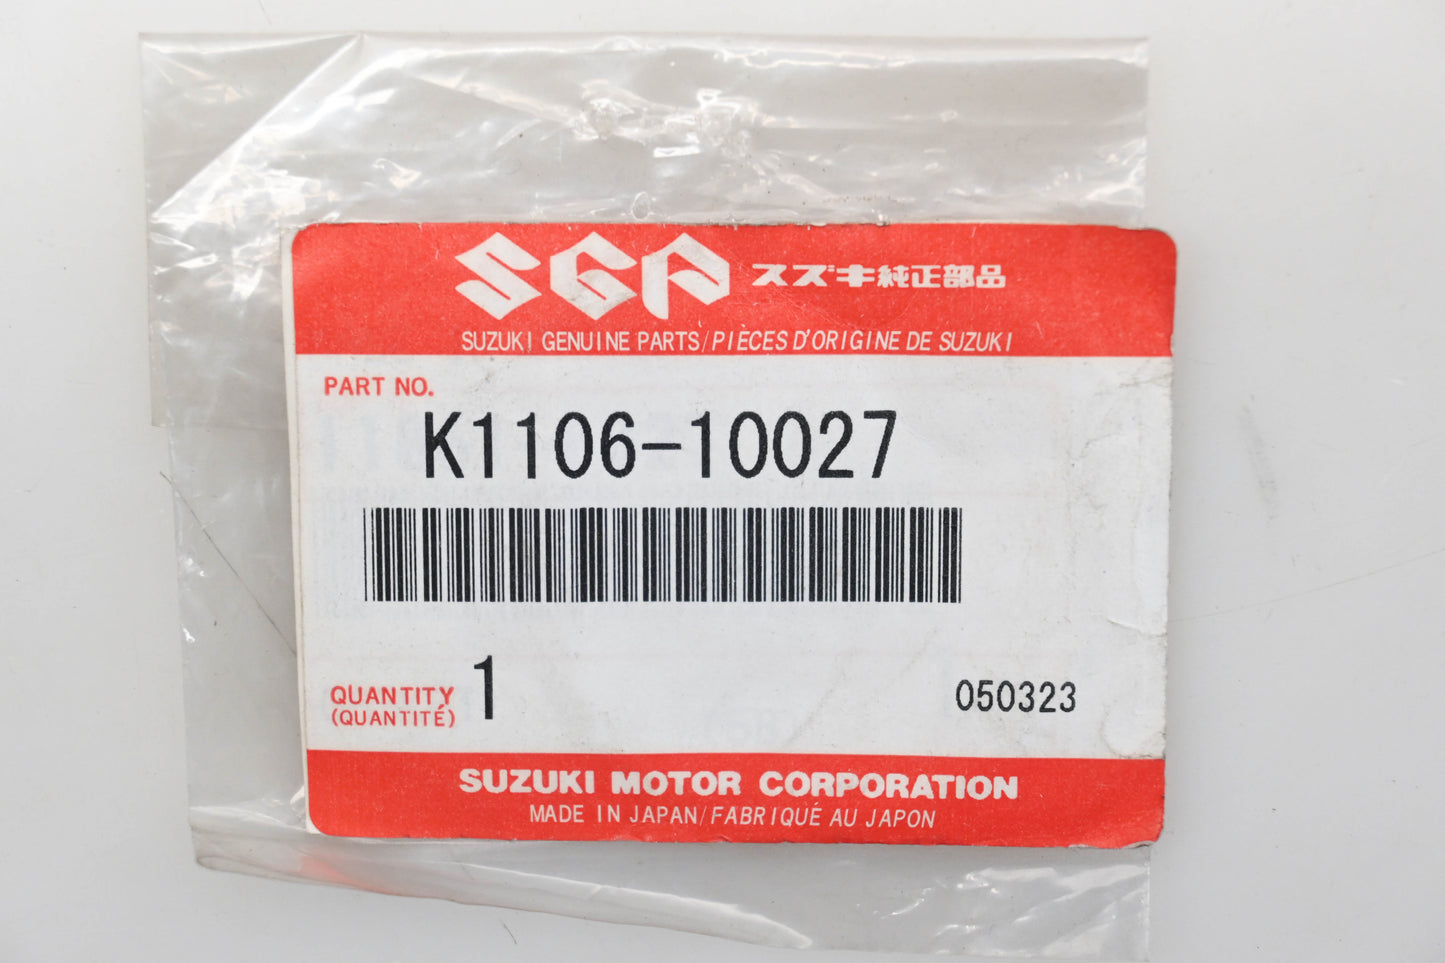 SGP スズキ純正部品
SUZUKI GENUINE PARTS/PIÈCES D'ORIGINE DE SUZUKI
PART NO.
K1106-10027
QUANTITY 1
(QUANTITÉ)
050323
SUZUKI MOTOR CORPORATION
MADE IN JAPAN/FABRIQUÉ AU JAPON